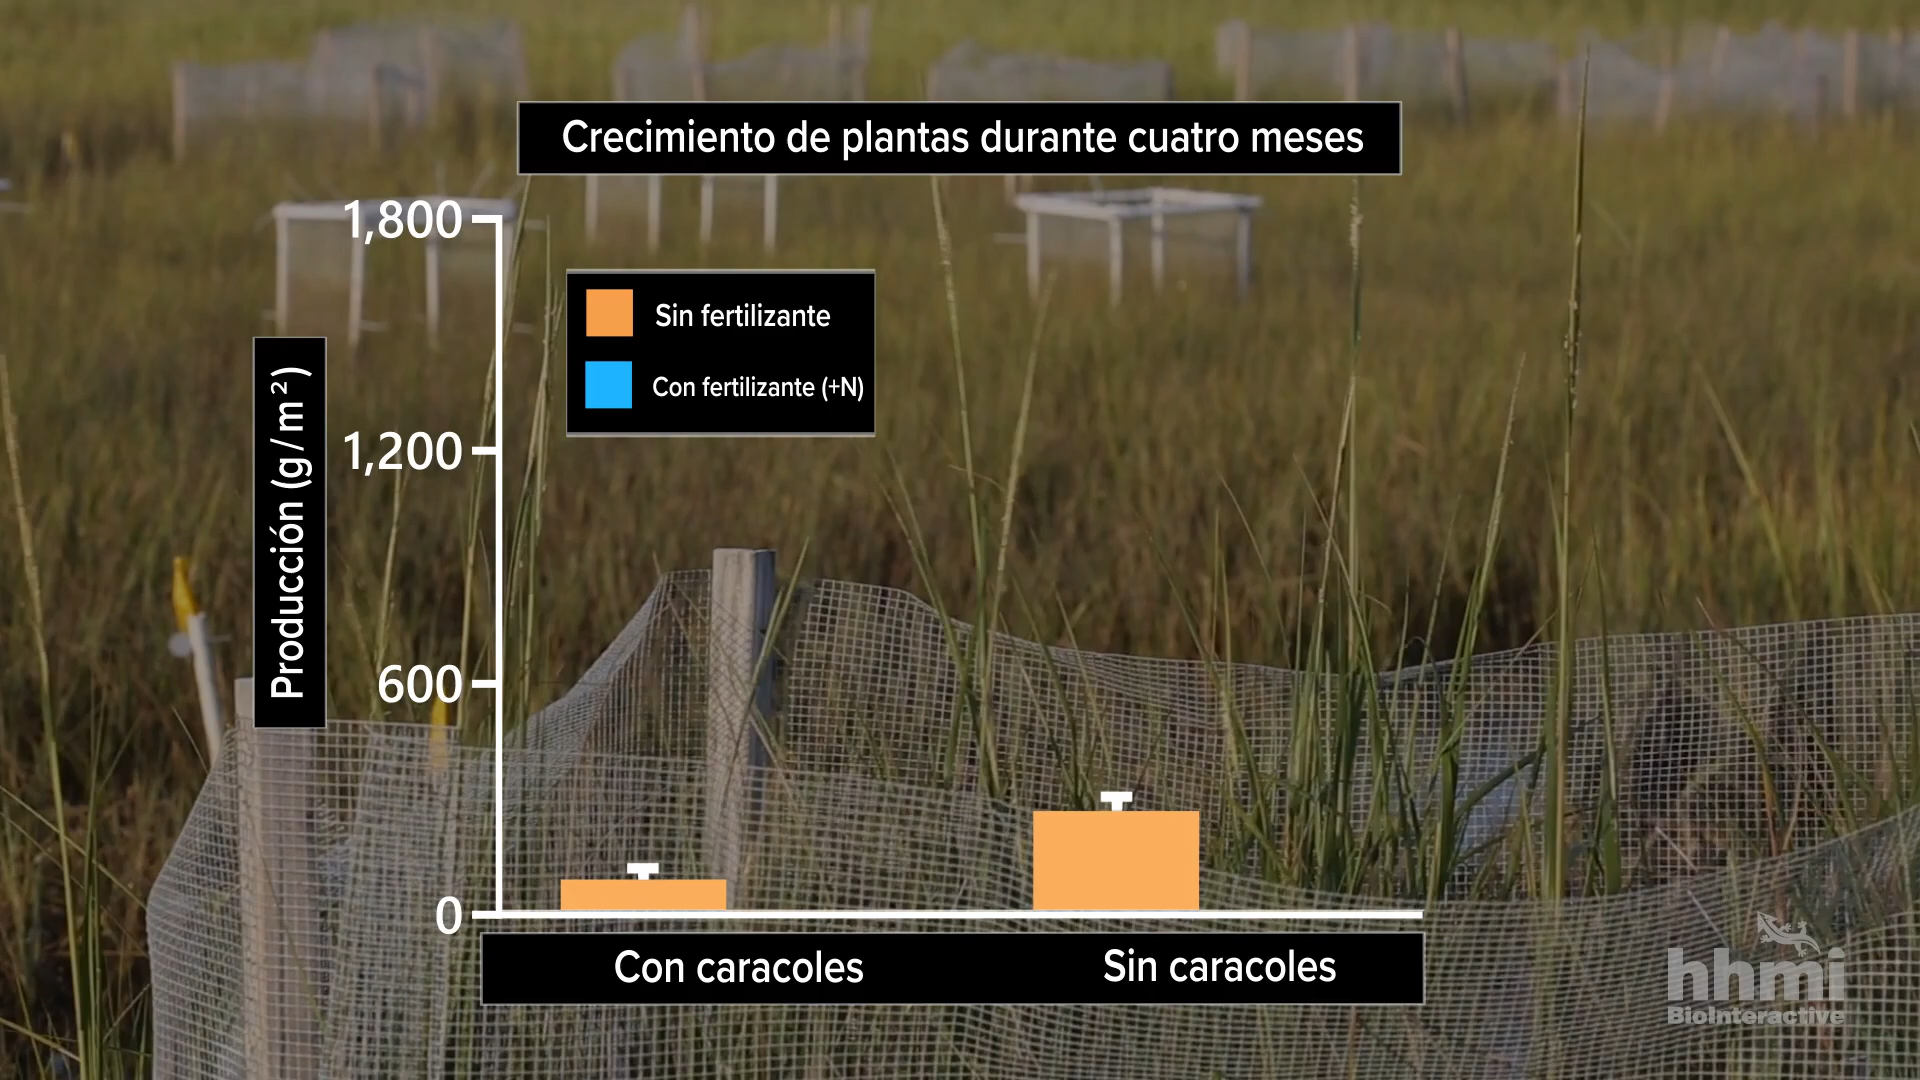 Crecimiento de plantas durante cuatro meses
1,800
Sin fertilizante
Con fertilizante (+N)
Producción (g/m²)
1,200
600
0
Con caracoles
Sin caracoles
hhmi
BioInteractive